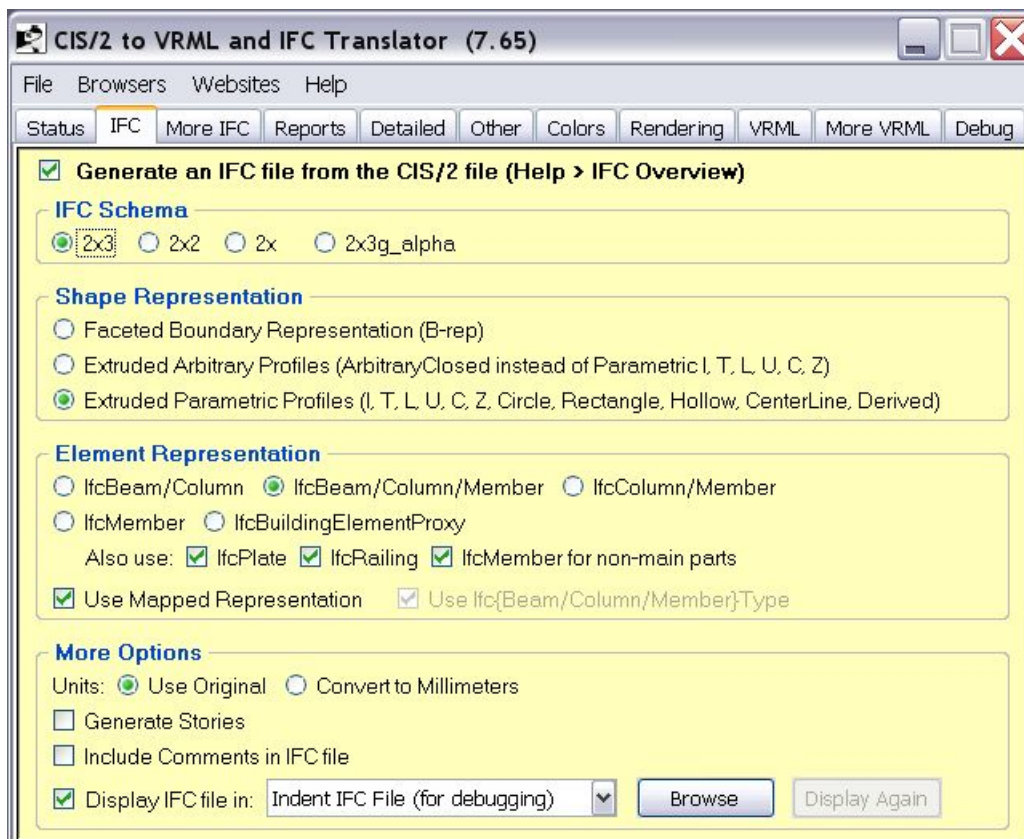 CIS/2 to VRML and IFC Translator (7.65)
File Browsers Websites Help
Status IFC More IFC Reports Detailed Other Colors Rendering VRML More VRML Debug
Generate an IFC file from the CIS/2 file (Help > IFC Overview)
IFC Schema
2x3 2x2 2x 2x3g_alpha
Shape Representation
Faceted Boundary Representation (B-rep)
Extruded Arbitrary Profiles (ArbitraryClosed instead of Parametric I, T, L, U, C, Z)
Extruded Parametric Profiles (I, T, L, U, C, Z, Circle, Rectangle, Hollow, CenterLine, Derived)
Element Representation
IfcBeam/Column IfcBeam/Column/Member IfcColumn/Member
IfcMember IfcBuildingElementProxy
Also use: IfcPlate IfcRailing IfcMember for non-main parts
Use Mapped Representation Use Ifc{Beam/Column/Member}Type
More Options
Units: Use Original Convert to Millimeters
Generate Stories
Include Comments in IFC file
Display IFC file in: Indent IFC File (for debugging) Browse Display Again